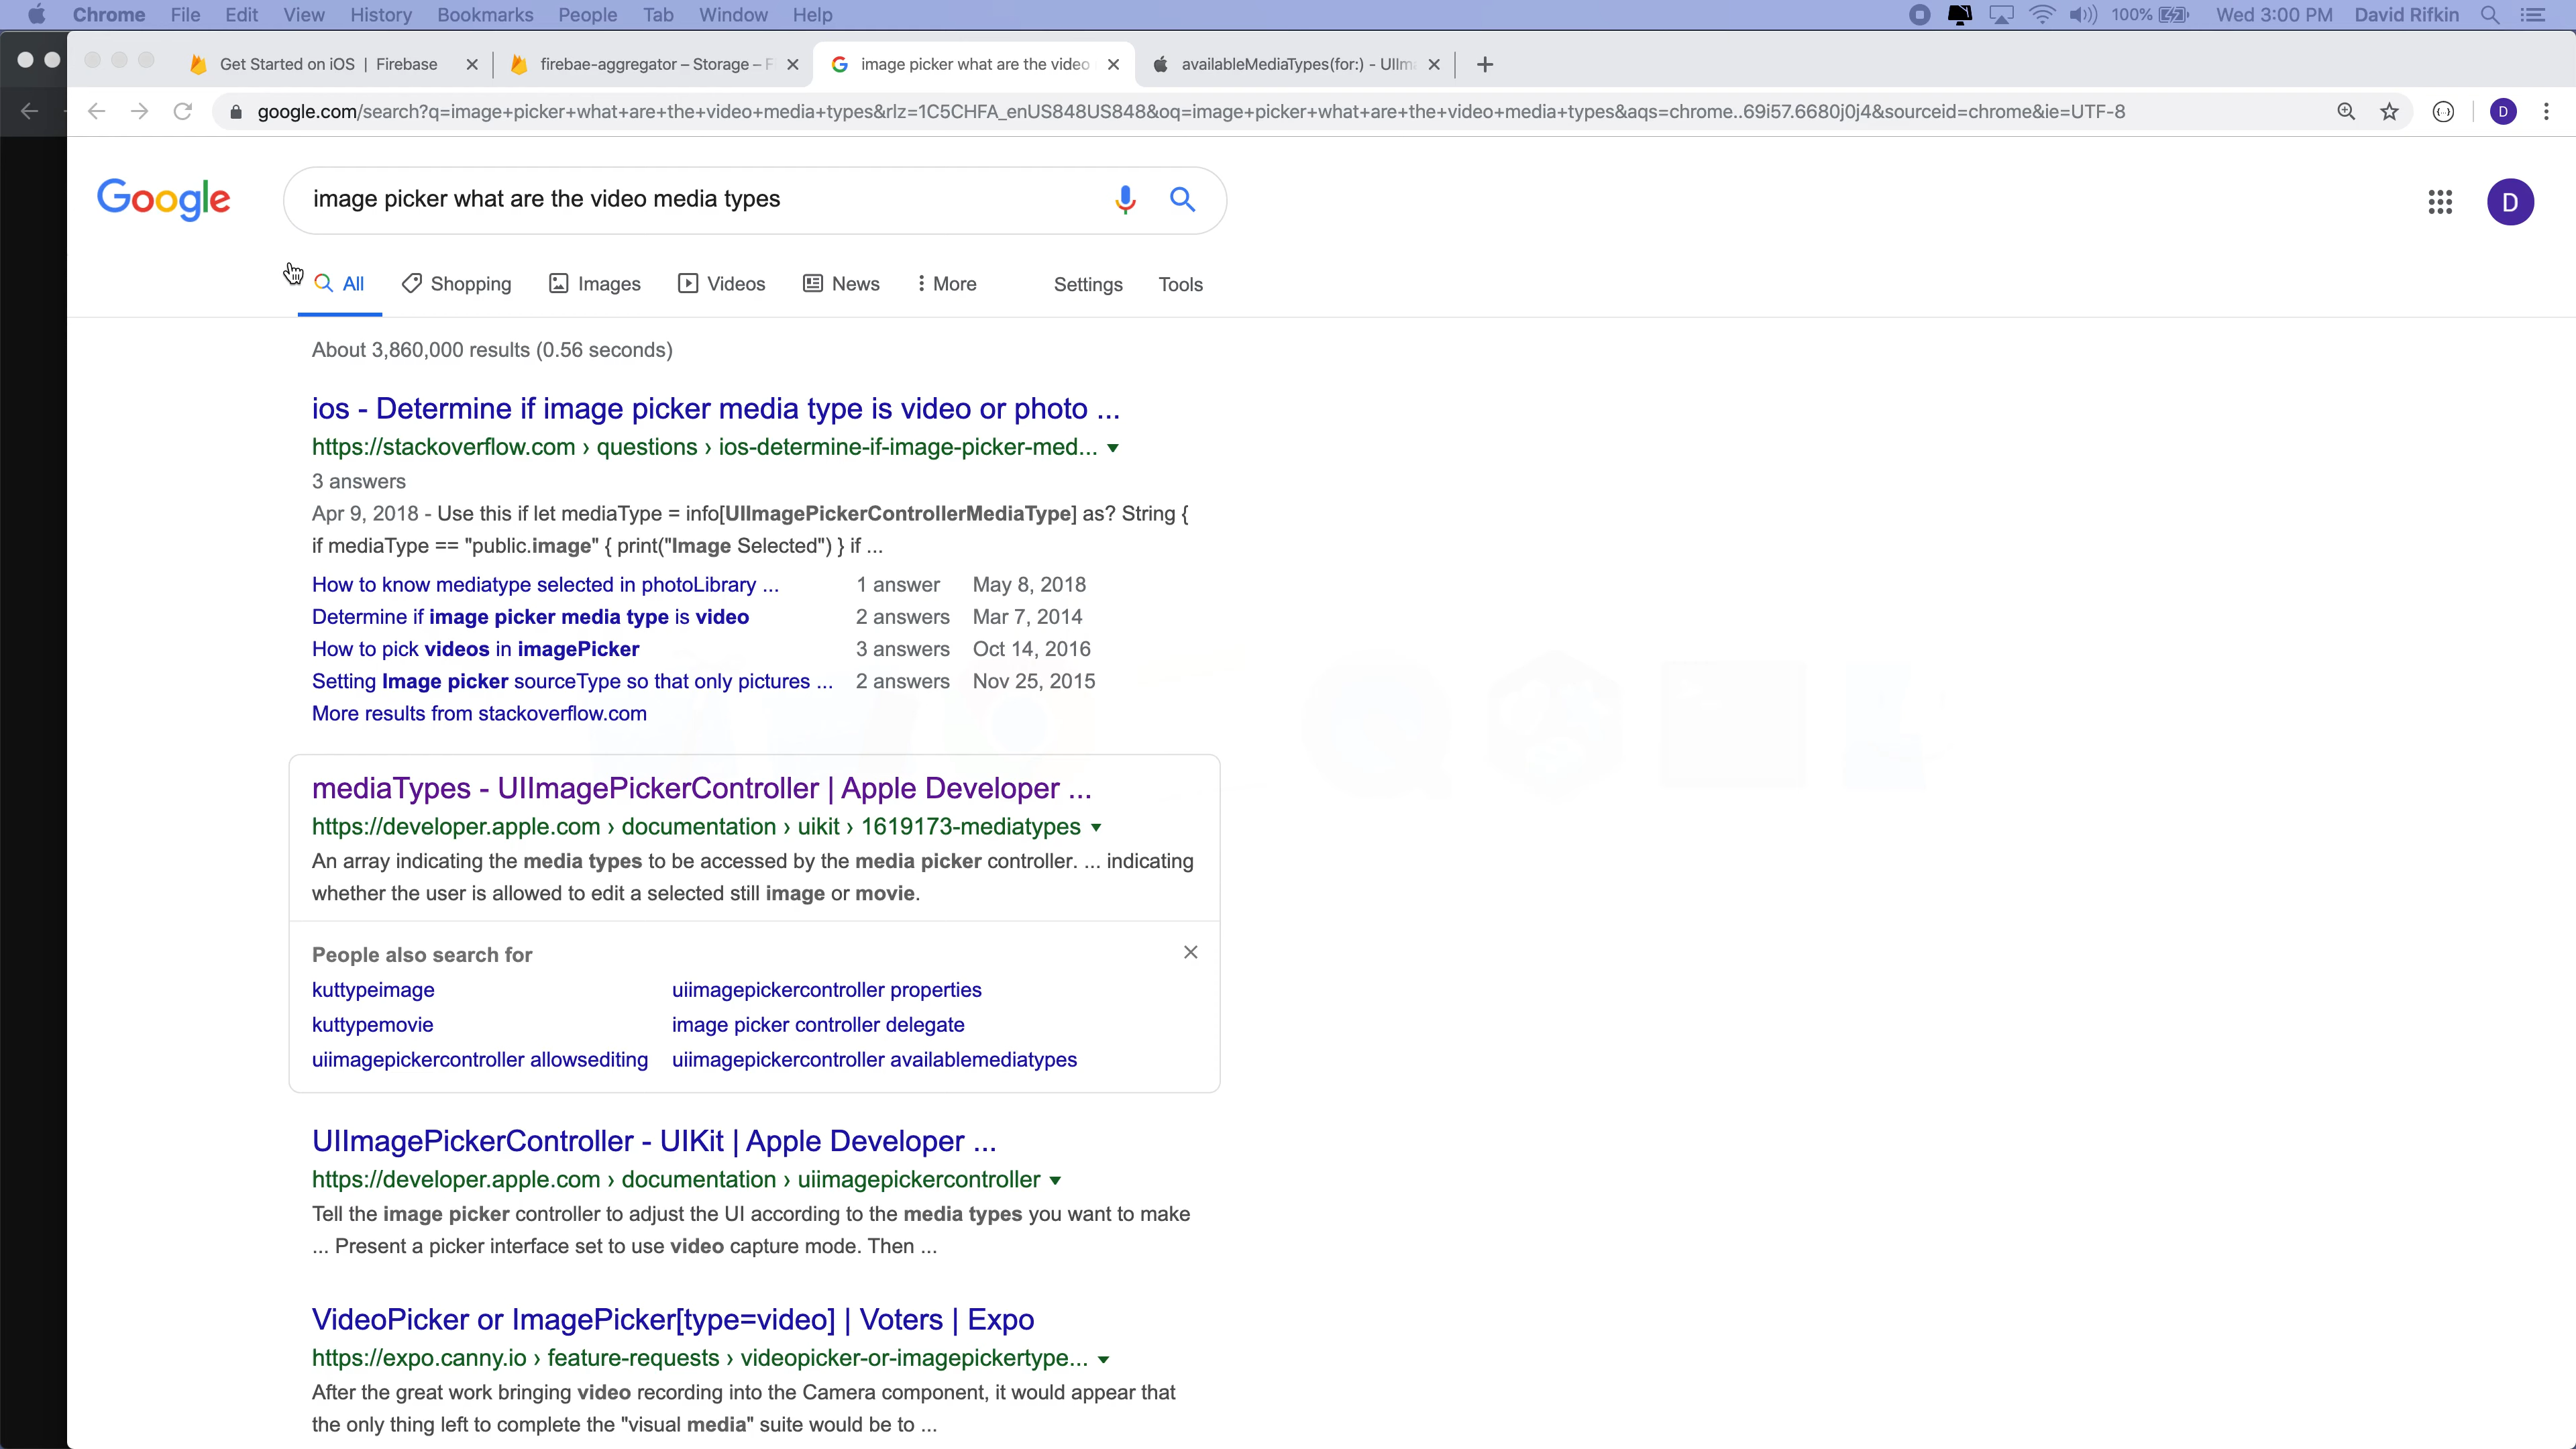 Chrome File Edit View History Bookmarks People Tab Window Help 100% Wed 3:00 PM David Rifkin
Get Started on iOS | Firebase firebae-aggregator – Storage – F image picker what are the video availableMediaTypes(for:) - UIIm
google.com/search?q=image+picker+what+are+the+video+media+types&rlz=1C5CHFA_enUS848US848&oq=image+picker+what+are+the+video+media+types&aqs=chrome..69i57.6680j0j4&sourceid=chrome&ie=UTF-8 D
Google image picker what are the video media types D
All Shopping Images Videos News More Settings Tools
About 3,860,000 results (0.56 seconds)
ios - Determine if image picker media type is video or photo ...
https://stackoverflow.com › questions › ios-determine-if-image-picker-med...
3 answers
Apr 9, 2018 - Use this if let mediaType = info[UIImagePickerControllerMediaType] as? String {
if mediaType == "public.image" { print("Image Selected") } if ...
How to know mediatype selected in photoLibrary ... 1 answer May 8, 2018
Determine if image picker media type is video 2 answers Mar 7, 2014
How to pick videos in imagePicker 3 answers Oct 14, 2016
Setting Image picker sourceType so that only pictures ... 2 answers Nov 25, 2015
More results from stackoverflow.com
mediaTypes - UIImagePickerController | Apple Developer ...
https://developer.apple.com › documentation › uikit › 1619173-mediatypes
An array indicating the media types to be accessed by the media picker controller. ... indicating
whether the user is allowed to edit a selected still image or movie.
People also search for
kuttypeimage uiimagepickercontroller properties
kuttypemovie image picker controller delegate
uiimagepickercontroller allowsediting uiimagepickercontroller availablemediatypes
UIImagePickerController - UIKit | Apple Developer ...
https://developer.apple.com › documentation › uiimagepickercontroller
Tell the image picker controller to adjust the UI according to the media types you want to make
... Present a picker interface set to use video capture mode. Then ...
VideoPicker or ImagePicker[type=video] | Voters | Expo
https://expo.canny.io › feature-requests › videopicker-or-imagepickertype...
After the great work bringing video recording into the Camera component, it would appear that
the only thing left to complete the "visual media" suite would be to ...